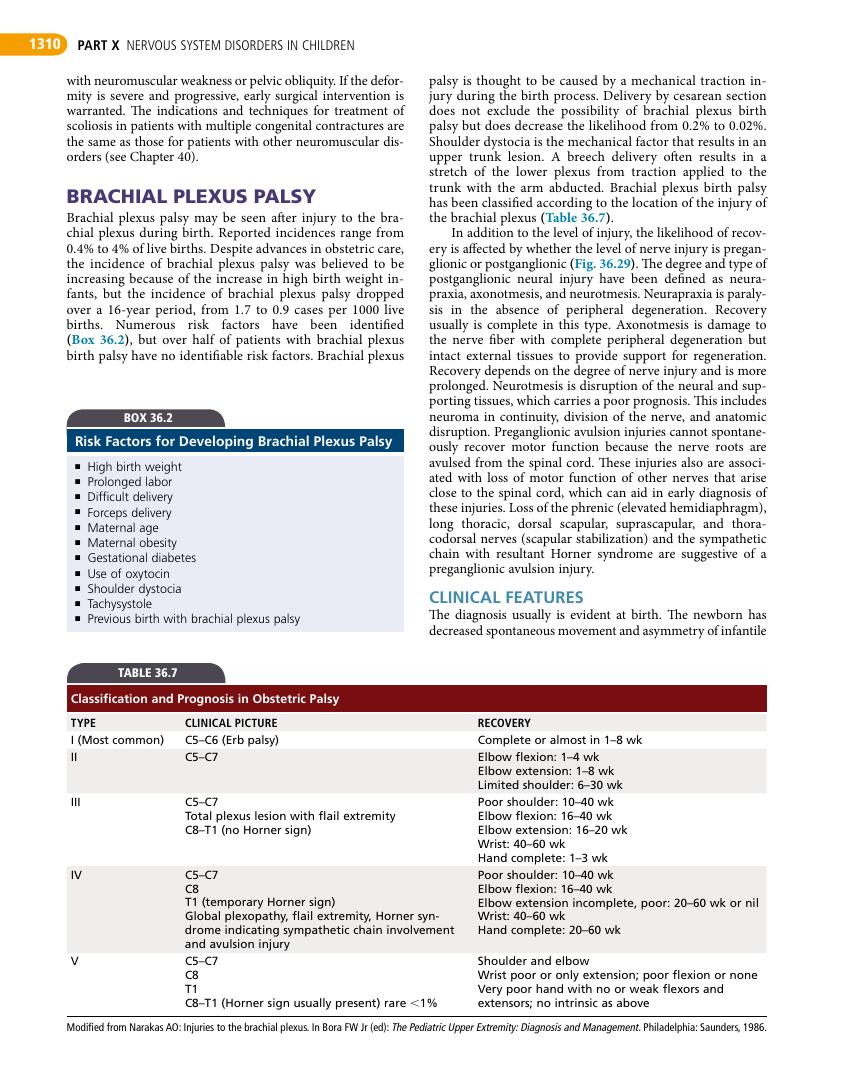 1310 PART X NERVOUS SYSTEM DISORDERS IN CHILDREN
with neuromuscular weakness or pelvic obliquity. If the defor-
mity is severe and progressive, early surgical intervention is
warranted. The indications and techniques for treatment of
scoliosis in patients with multiple congenital contractures are
the same as those for patients with other neuromuscular dis-
orders (see Chapter 40).
BRACHIAL PLEXUS PALSY
Brachial plexus palsy may be seen after injury to the bra-
chial plexus during birth. Reported incidences range from
0.4% to 4% of live births. Despite advances in obstetric care,
the incidence of brachial plexus palsy was believed to be
increasing because of the increase in high birth weight in-
fants, but the incidence of brachial plexus palsy dropped
over a 16-year period, from 1.7 to 0.9 cases per 1000 live
births. Numerous risk factors have been identified
(Box 36.2), but over half of patients with brachial plexus
birth palsy have no identifiable risk factors. Brachial plexus
BOX 36.2
Risk Factors for Developing Brachial Plexus Palsy
■ High birth weight
■ Prolonged labor
■ Difficult delivery
■ Forceps delivery
■ Maternal age
■ Maternal obesity
■ Gestational diabetes
■ Use of oxytocin
■ Shoulder dystocia
■ Tachysystole
■ Previous birth with brachial plexus palsy
palsy is thought to be caused by a mechanical traction in-
jury during the birth process. Delivery by cesarean section
does not exclude the possibility of brachial plexus birth
palsy but does decrease the likelihood from 0.2% to 0.02%.
Shoulder dystocia is the mechanical factor that results in an
upper trunk lesion. A breech delivery often results in a
stretch of the lower plexus from traction applied to the
trunk with the arm abducted. Brachial plexus birth palsy
has been classified according to the location of the injury of
the brachial plexus (Table 36.7).
In addition to the level of injury, the likelihood of recov-
ery is affected by whether the level of nerve injury is pregan-
glionic or postganglionic (Fig. 36.29). The degree and type of
postganglionic neural injury have been defined as neura-
praxia, axonotmesis, and neurotmesis. Neurapraxia is paraly-
sis in the absence of peripheral degeneration. Recovery
usually is complete in this type. Axonotmesis is damage to
the nerve fiber with complete peripheral degeneration but
intact external tissues to provide support for regeneration.
Recovery depends on the degree of nerve injury and is more
prolonged. Neurotmesis is disruption of the neural and sup-
porting tissues, which carries a poor prognosis. This includes
neuroma in continuity, division of the nerve, and anatomic
disruption. Preganglionic avulsion injuries cannot spontane-
ously recover motor function because the nerve roots are
avulsed from the spinal cord. These injuries also are associ-
ated with loss of motor function of other nerves that arise
close to the spinal cord, which can aid in early diagnosis of
these injuries. Loss of the phrenic (elevated hemidiaphragm),
long thoracic, dorsal scapular, suprascapular, and thora-
codorsal nerves (scapular stabilization) and the sympathetic
chain with resultant Horner syndrome are suggestive of a
preganglionic avulsion injury.
CLINICAL FEATURES
The diagnosis usually is evident at birth. The newborn has
decreased spontaneous movement and asymmetry of infantile
TABLE 36.7
Classification and Prognosis in Obstetric Palsy
TYPE CLINICAL PICTURE RECOVERY
I (Most common) C5–C6 (Erb palsy) Complete or almost in 1–8 wk
II C5–C7 Elbow flexion: 1–4 wk
Elbow extension: 1–8 wk
Limited shoulder: 6–30 wk
III C5–C7 Poor shoulder: 10–40 wk
Total plexus lesion with flail extremity Elbow flexion: 16–40 wk
C8–T1 (no Horner sign) Elbow extension: 16–20 wk
Wrist: 40–60 wk
Hand complete: 1–3 wk
IV C5–C7 Poor shoulder: 10–40 wk
C8 Elbow flexion: 16–40 wk
T1 (temporary Horner sign) Elbow extension incomplete, poor: 20–60 wk or nil
Global plexopathy, flail extremity, Horner syn- Wrist: 40–60 wk
drome indicating sympathetic chain involvement Hand complete: 20–60 wk
and avulsion injury
V C5–C7 Shoulder and elbow
C8 Wrist poor or only extension; poor flexion or none
T1 Very poor hand with no or weak flexors and
C8–T1 (Horner sign usually present) rare <1% extensors; no intrinsic as above
Modified from Narakas AO: Injuries to the brachial plexus. In Bora FW Jr (ed): The Pediatric Upper Extremity: Diagnosis and Management. Philadelphia: Saunders, 1986.